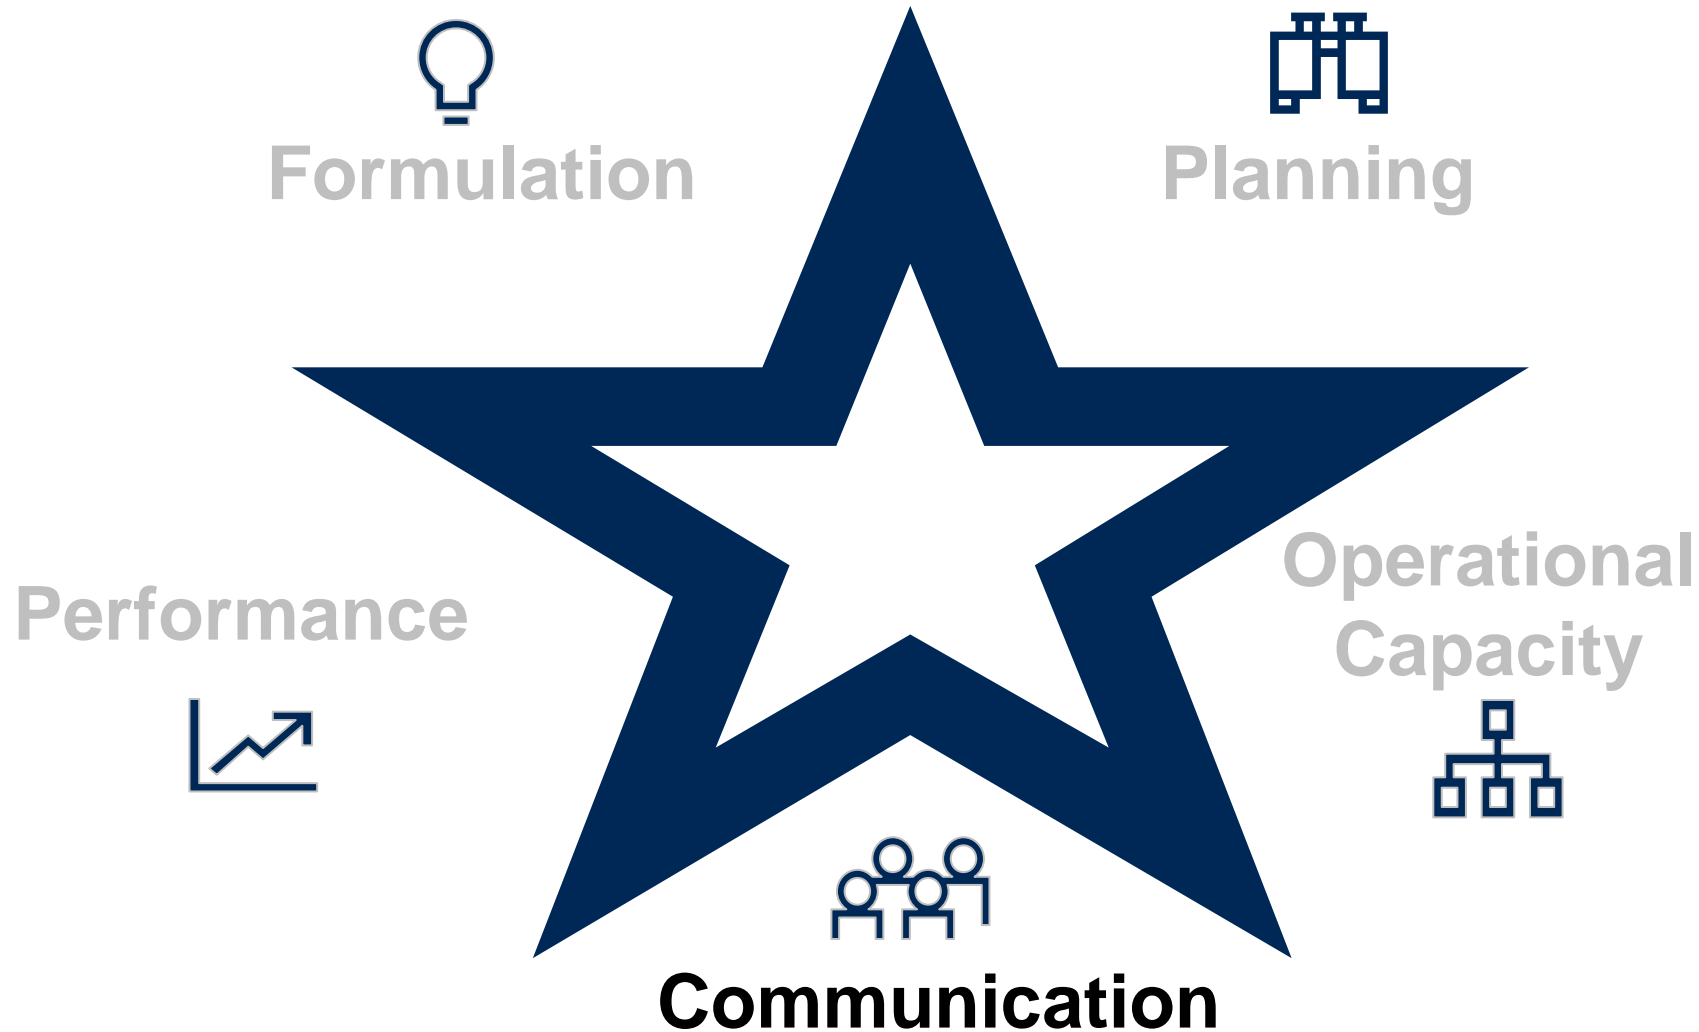 Formulation
Planning
Performance
Operational
Capacity
Communication